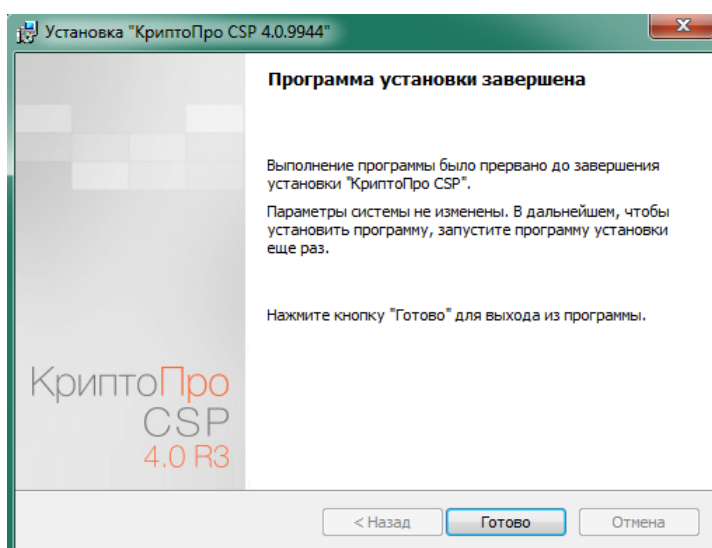 Установка "КриптоПро CSP 4.0.9944"
Программа установки завершена
Выполнение программы было прервано до завершения
установки "КриптоПро CSP".
Параметры системы не изменены. В дальнейшем, чтобы
установить программу, запустите программу установки
еще раз.
Нажмите кнопку "Готово" для выхода из программы.
КриптоПро
CSP
4.0 R3
< Назад Готово Отмена